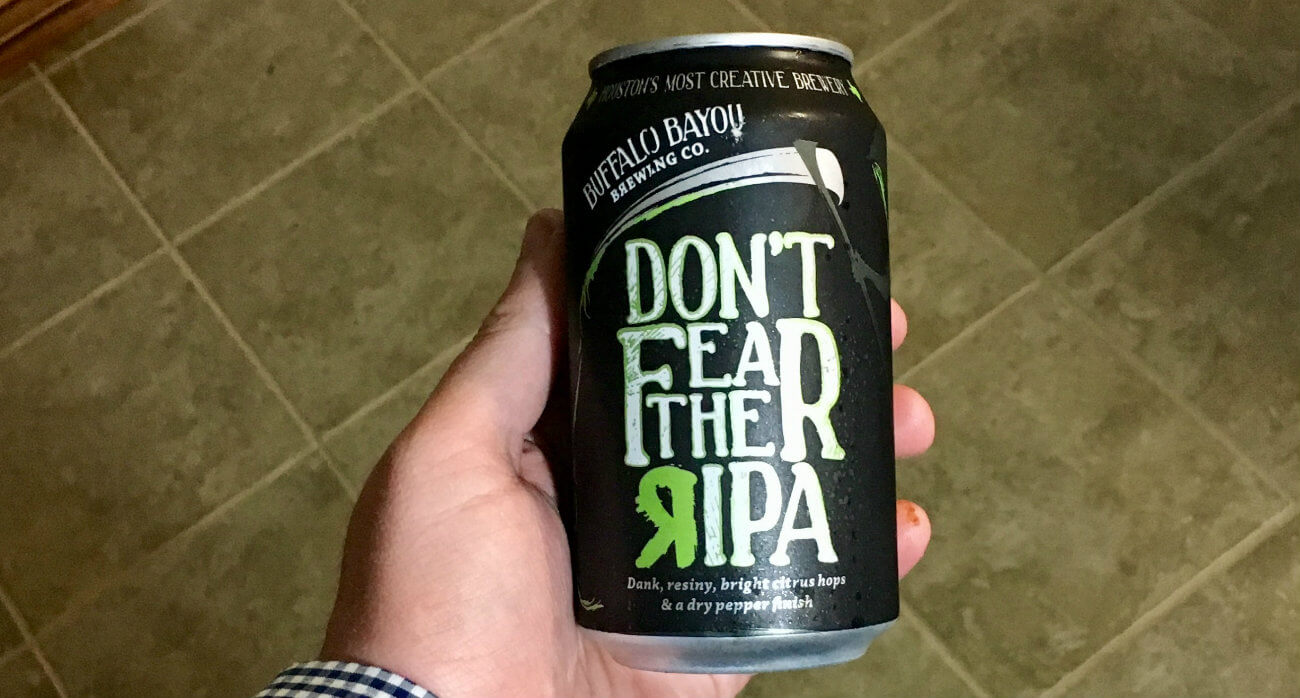 HOUSTON'S MOST CREATIVE BREWERY
BUFFALO BAYOU
BREWING CO.
DON'T
FEAR
THE
RIPA
Dank, resiny, bright citrus hops
& a dry pepper finish